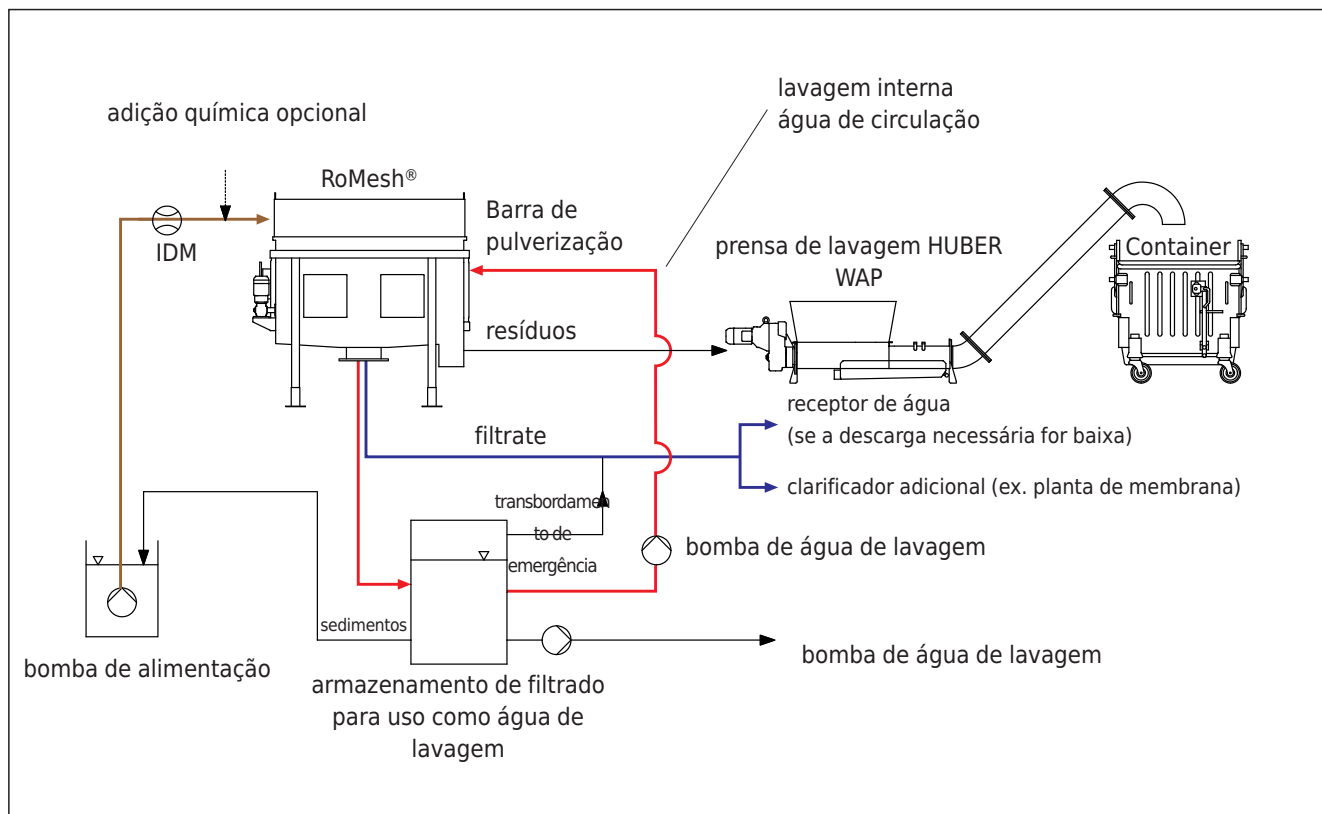 adição química opcional
lavagem interna
água de circulação
RoMesh®
Barra de
pulverização
IDM
prensa de lavagem HUBER
WAP
Container
resíduos
receptor de água
(se a descarga necessária for baixa)
filtrate
clarificador adicional (ex. planta de membrana)
transbordamen
to de
emergência
bomba de água de lavagem
sedimentos
bomba de alimentação
bomba de água de lavagem
armazenamento de filtrado
para uso como água de
lavagem